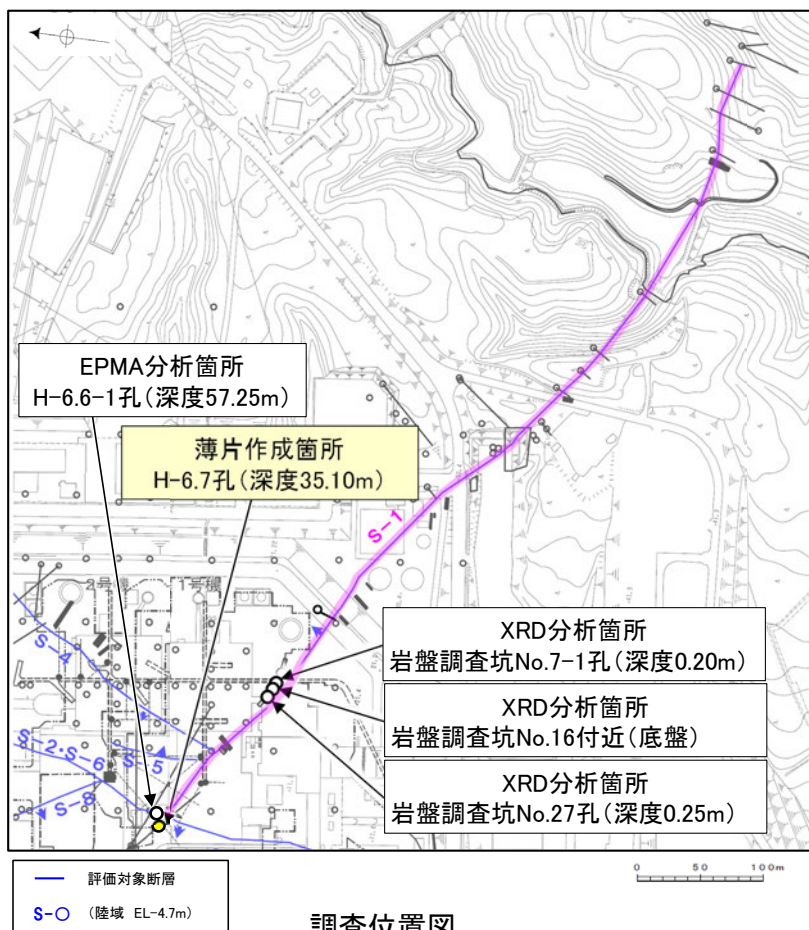 EPMA分析箇所
H-6.6-1孔(深度57.25m)
薄片作成箇所
H-6.7孔(深度35.10m)
S-1
2号機
1号機
S-4
XRD分析箇所
岩盤調査坑No.7-1孔(深度0.20m)
XRD分析箇所
岩盤調査坑No.16付近(底盤)
S-2・S-6
S-5
S-8
XRD分析箇所
岩盤調査坑No.27孔(深度0.25m)
0 50 100m
評価対象断層
S-○ (陸域 EL-4.7m)
調査位置図